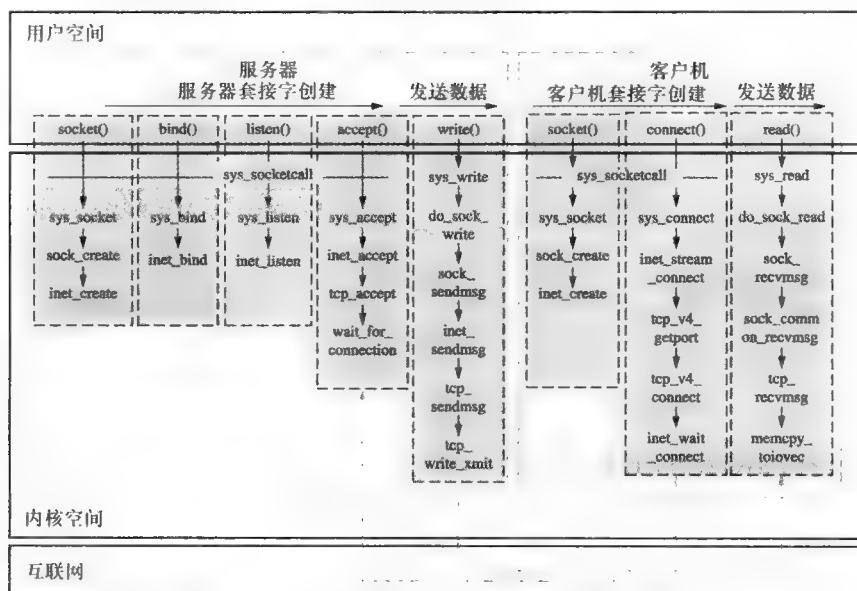 用户空间
服务器
服务器套接字创建
发送数据
客户机
客户机套接字创建
发送数据
socket()
bind()
listen()
accept()
write()
socket()
connect()
read()
sys_socketcall
sys_write
sys_socketcall
sys_read
sys_socket
sys_bind
sys_listen
sys_accept
do_sock_
write
sys_socket
sys_connect
do_sock_read
sock_create
inet_bind
inet_listen
inet_accept
sock_
sendmsg
sock_create
inet_stream
_connect
sock_
recvmsg
inet_create
tcp_accept
inet_create
wait_for_
connection
inet_
sendmsg
tcp_v4_
getport
sock_comm
on_recvmsg
tcp_
sendmsg
tcp_v4_
connect
tcp_
recvmsg
tcp_
write_xmit
inet_wait
_connect
memcpy_
toiovec
内核空间
互联网